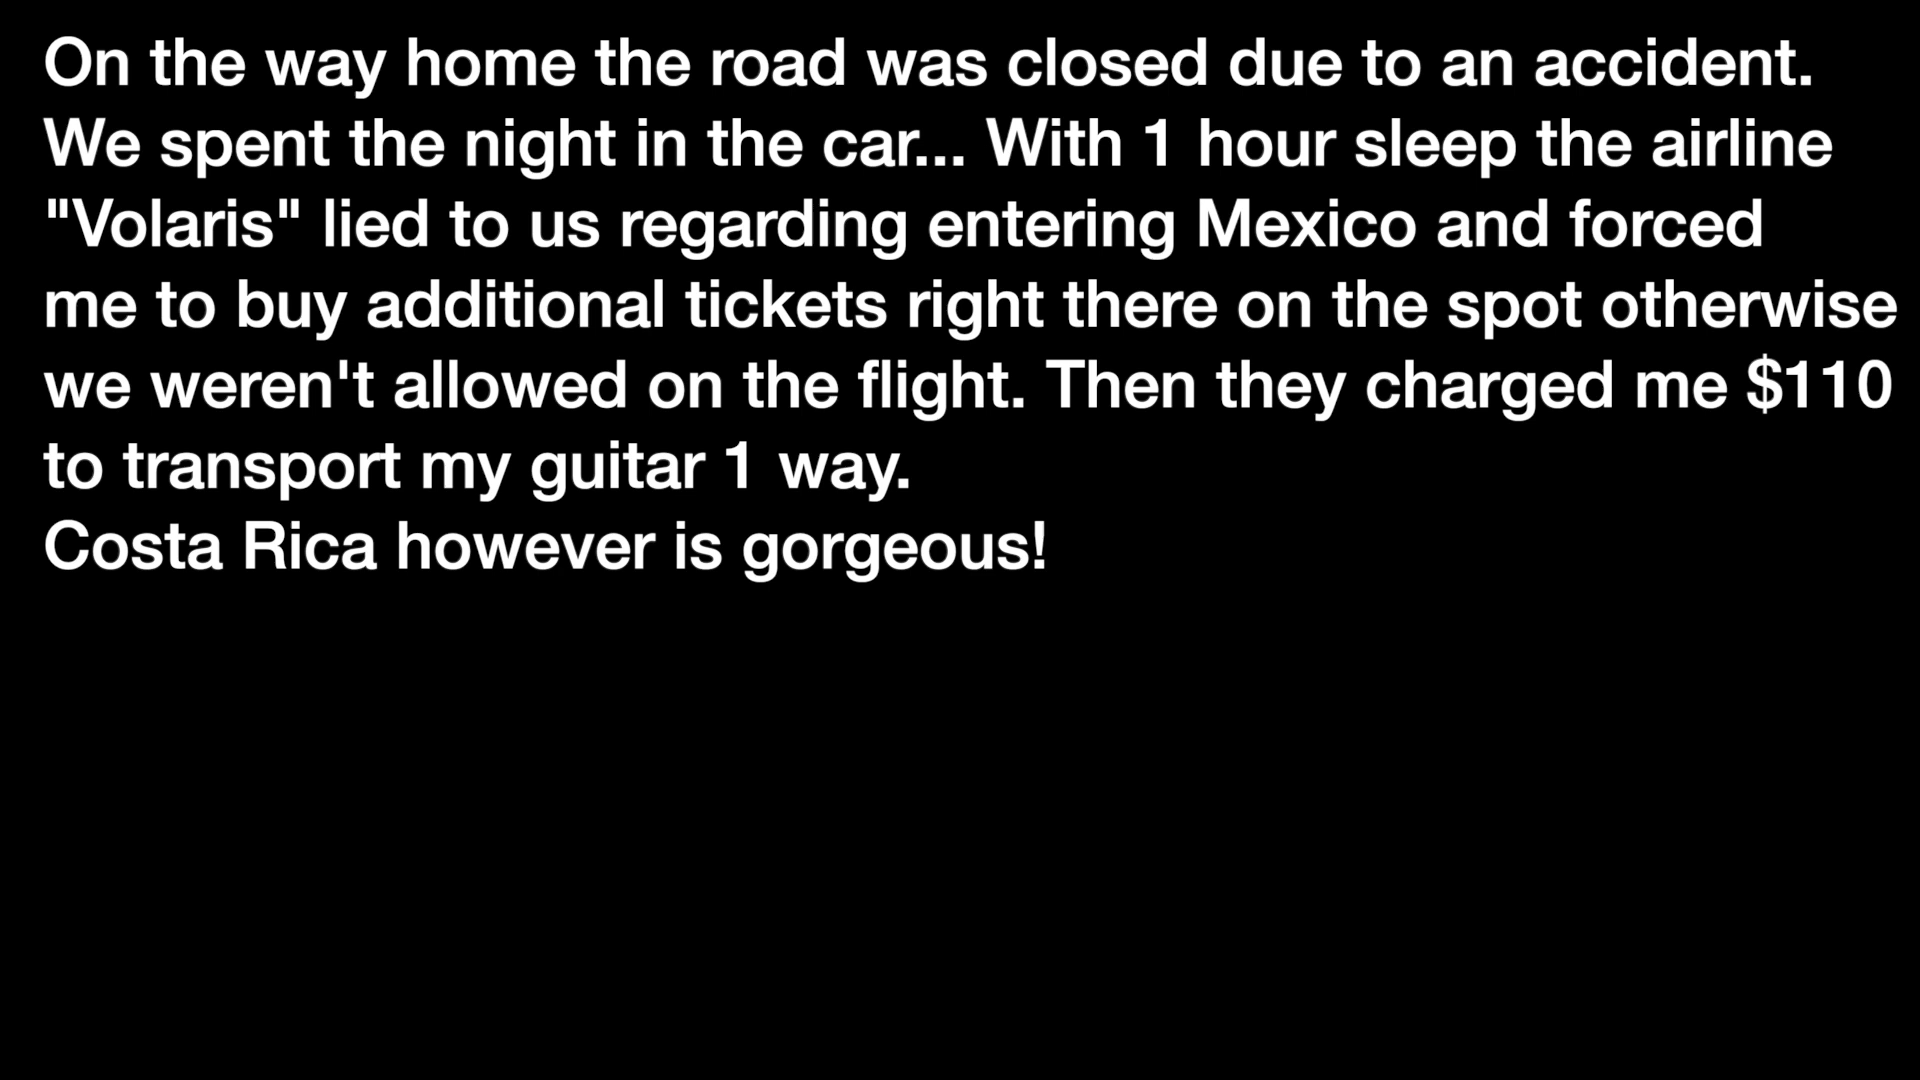 On the way home the road was closed due to an accident.
We spent the night in the car... With 1 hour sleep the airline
"Volaris" lied to us regarding entering Mexico and forced
me to buy additional tickets right there on the spot otherwise
we weren't allowed on the flight. Then they charged me $110
to transport my guitar 1 way.
Costa Rica however is gorgeous!